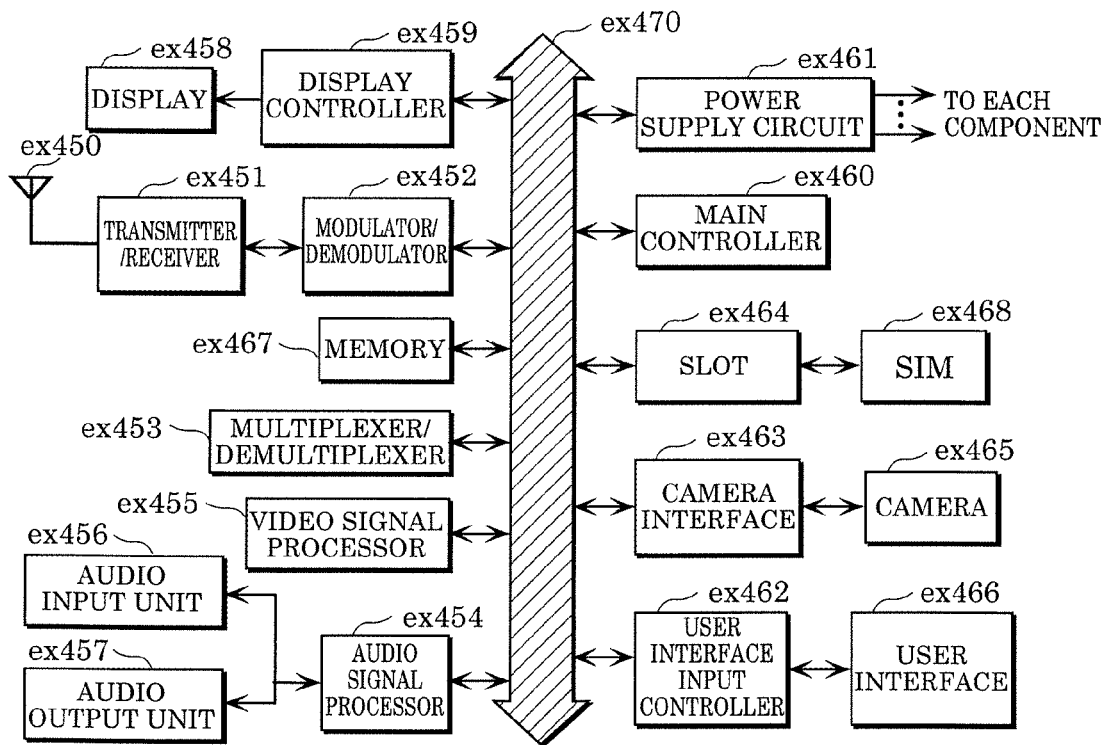 ex470
ex458
ex459
DISPLAY
DISPLAY
CONTROLLER
ex461
POWER
SUPPLY CIRCUIT
TO EACH
COMPONENT
ex450
ex451
ex452
TRANSMITTER
/RECEIVER
MODULATOR/
DEMODULATOR
ex460
MAIN
CONTROLLER
ex467
MEMORY
ex464
SLOT
ex468
SIM
ex453
MULTIPLEXER/
DEMULTIPLEXER
ex463
CAMERA
INTERFACE
ex465
CAMERA
ex455
VIDEO SIGNAL
PROCESSOR
ex456
AUDIO
INPUT UNIT
ex457
AUDIO
OUTPUT UNIT
ex454
AUDIO
SIGNAL
PROCESSOR
ex462
USER
INTERFACE
INPUT
CONTROLLER
ex466
USER
INTERFACE